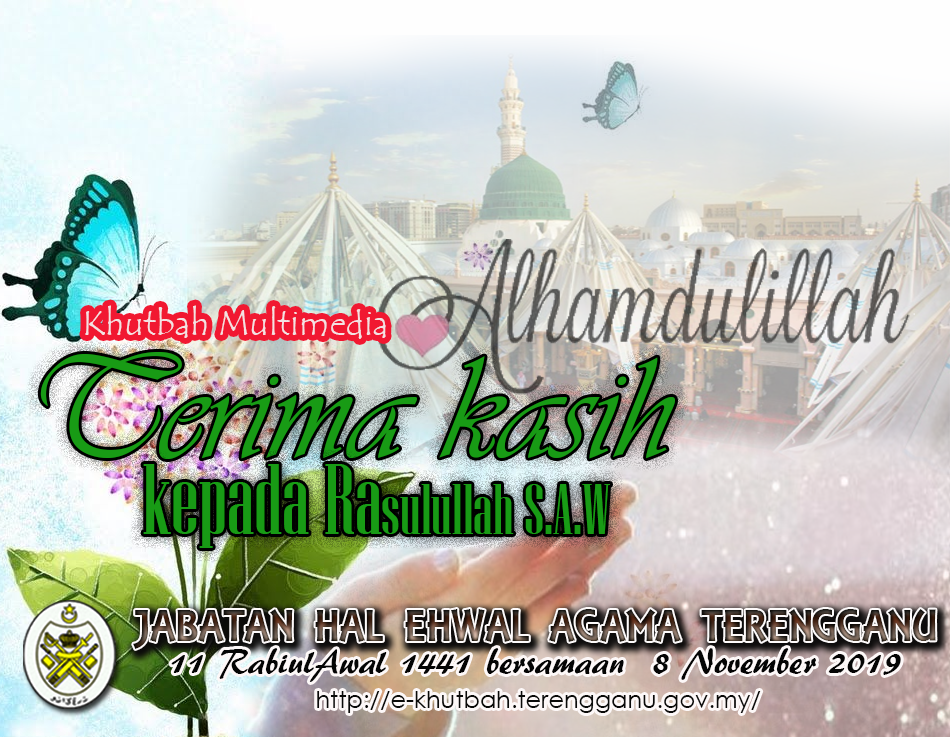 Alhamdulillah
Khutbah Multimedia
Terima kasih
kepada Rasulullah S.A.W
JABATAN HAL EHWAL AGAMA TERENGGANU
11 RabiulAwal 1441 bersamaan 8 November 2019
http://e-khutbah.terengganu.gov.my/